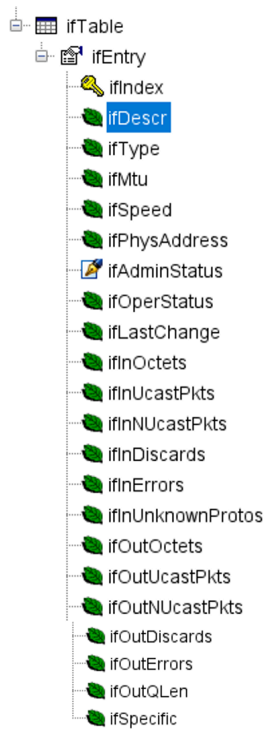 ifTable
ifEntry
ifIndex
ifDescr
ifType
ifMtu
ifSpeed
ifPhysAddress
ifAdminStatus
ifOperStatus
ifLastChange
ifInOctets
ifInUcastPkts
ifInNUcastPkts
ifInDiscards
ifInErrors
ifInUnknownProtos
ifOutOctets
ifOutUcastPkts
ifOutNUcastPkts
ifOutDiscards
ifOutErrors
ifOutQLen
ifSpecific